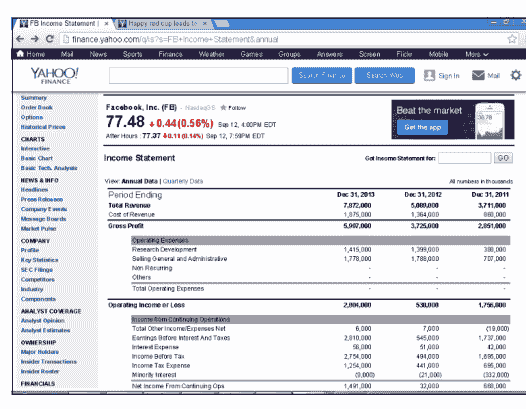 FB Income Statement |
Happy red cup leads to
finance.yahoo.com/q/is?s=FB+Income+Statement&annual
Home Mail News Sports Finance Weather Games Groups Answers Screen Flickr Mobile More
YAHOO!
FINANCE
Search Finance
Search Web
Sign In
Mail
Summary
Order Book
Options
Historical Prices
CHARTS
Interactive
Basic Chart
Basic Tech. Analysis
NEWS & INFO
Headlines
Press Releases
Company Events
Message Boards
Market Pulse
COMPANY
Profile
Key Statistics
SEC Filings
Competitors
Industry
Components
ANALYST COVERAGE
Analyst Opinion
Analyst Estimates
OWNERSHIP
Major Holders
Insider Transactions
Insider Roster
FINANCIALS
Facebook, Inc. (FB) - NasdaqGS Follow
77.48 0.44(0.56%) Sep 12, 4:00PM EDT
After Hours : 77.37 0.11 (0.14%) Sep 12, 7:59PM EDT
Beat the market
Get the app
Income Statement
Get Income Statement for:
GO
View: Annual Data | Quarterly Data
All numbers in thousands
Period Ending Dec 31, 2013 Dec 31, 2012 Dec 31, 2011
Total Revenue 7,872,000 5,089,000 3,711,000
Cost of Revenue 1,875,000 1,364,000 860,000
Gross Profit 5,997,000 3,725,000 2,851,000
Operating Expenses
Research Development 1,415,000 1,399,000 388,000
Selling General and Administrative 1,778,000 1,788,000 707,000
Non Recurring - - -
Others - - -
Total Operating Expenses - - -
Operating Income or Loss 2,804,000 538,000 1,756,000
Income from Continuing Operations
Total Other Income/Expenses Net 6,000 7,000 (19,000)
Earnings Before Interest And Taxes 2,810,000 545,000 1,737,000
Interest Expense 56,000 51,000 42,000
Income Before Tax 2,754,000 494,000 1,695,000
Income Tax Expense 1,254,000 441,000 695,000
Minority Interest (9,000) (21,000) (332,000)
Net Income From Continuing Ops 1,491,000 32,000 668,000